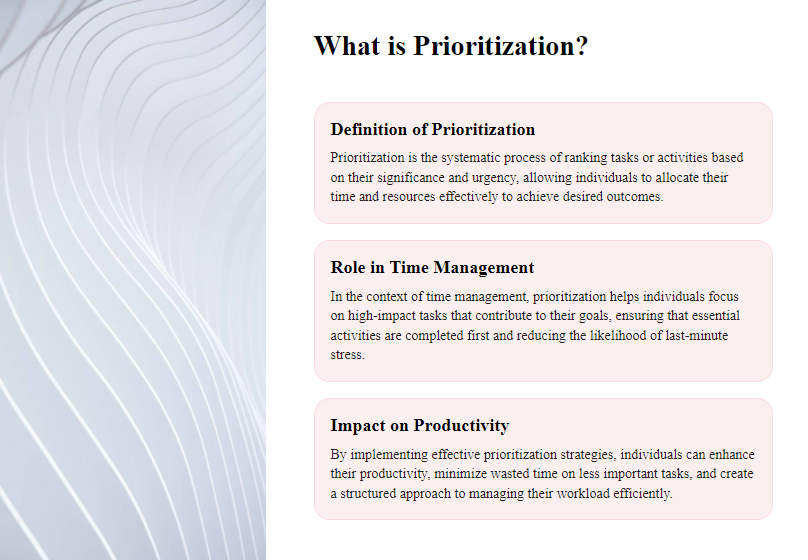 What is Prioritization?
Definition of Prioritization
Prioritization is the systematic process of ranking tasks or activities based
on their significance and urgency, allowing individuals to allocate their
time and resources effectively to achieve desired outcomes.
Role in Time Management
In the context of time management, prioritization helps individuals focus
on high-impact tasks that contribute to their goals, ensuring that essential
activities are completed first and reducing the likelihood of last-minute
stress.
Impact on Productivity
By implementing effective prioritization strategies, individuals can enhance
their productivity, minimize wasted time on less important tasks, and create
a structured approach to managing their workload efficiently.